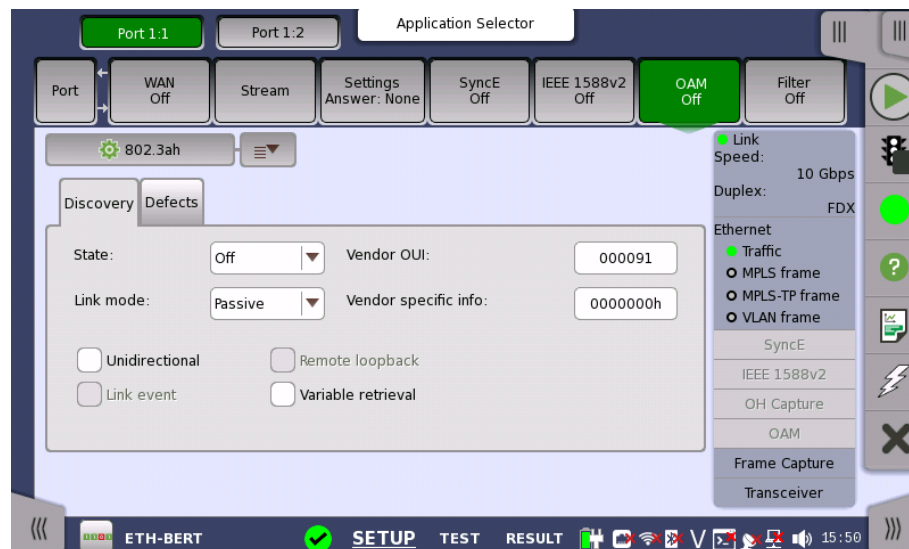 Application Selector
Port 1:1
Port 1:2
Port
WAN
Off
Stream
Settings
Answer: None
SyncE
Off
IEEE 1588v2
Off
OAM
Off
Filter
Off
802.3ah
Discovery
Defects
State:
Off
Vendor OUI:
000091
Link mode:
Passive
Vendor specific info:
0000000h
Unidirectional
Remote loopback
Link event
Variable retrieval
Link
Speed:
10 Gbps
Duplex:
FDX
Ethernet
Traffic
MPLS frame
MPLS-TP frame
VLAN frame
SyncE
IEEE 1588v2
OH Capture
OAM
Frame Capture
Transceiver
ETH-BERT
SETUP
TEST
RESULT
V
15:50